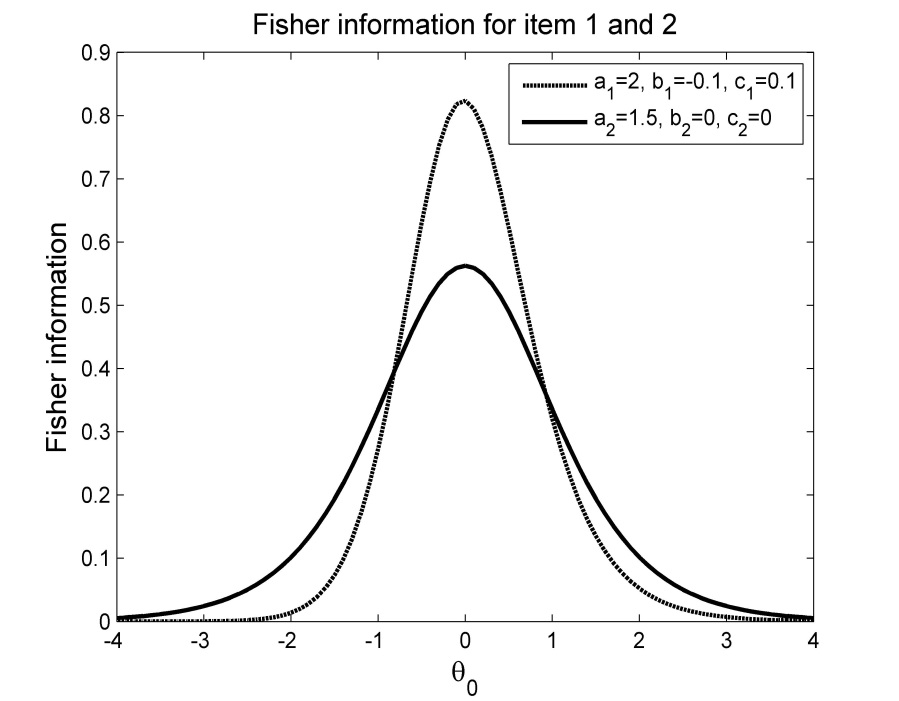 Fisher information for item 1 and 2
0.9
0.8
0.7
0.6
0.5
0.4
0.3
0.2
0.1
0
Fisher information
a₁=2, b₁=-0.1, c₁=0.1
a₂=1.5, b₂=0, c₂=0
-4 -3 -2 -1 0 1 2 3 4
θ₀